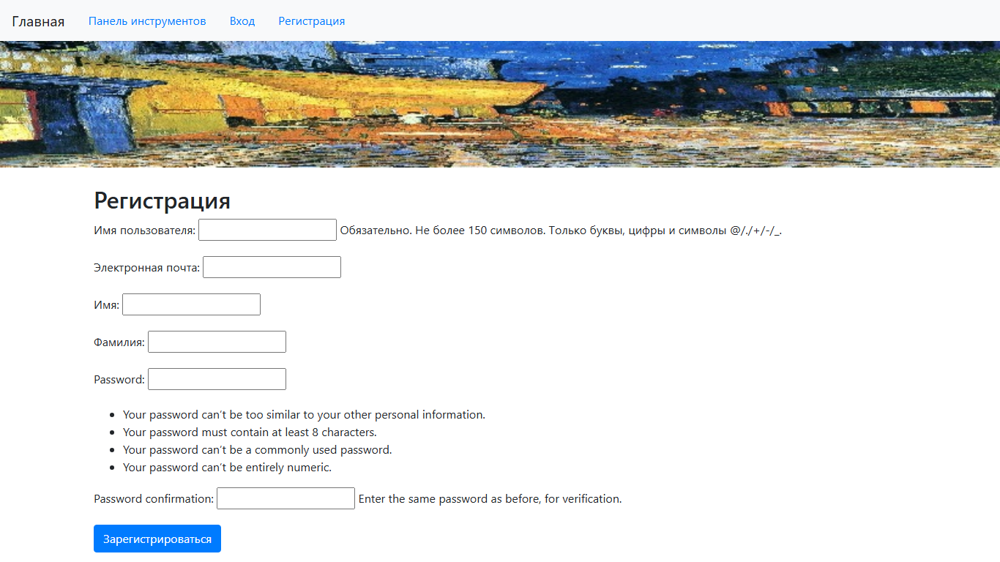 Главная Панель инструментов Вход Регистрация
Регистрация
Имя пользователя: Обязательно. Не более 150 символов. Только буквы, цифры и символы @/./+/-/_.
Электронная почта:
Имя:
Фамилия:
Password:
• Your password can't be too similar to your other personal information.
• Your password must contain at least 8 characters.
• Your password can't be a commonly used password.
• Your password can't be entirely numeric.
Password confirmation: Enter the same password as before, for verification.
Зарегистрироваться